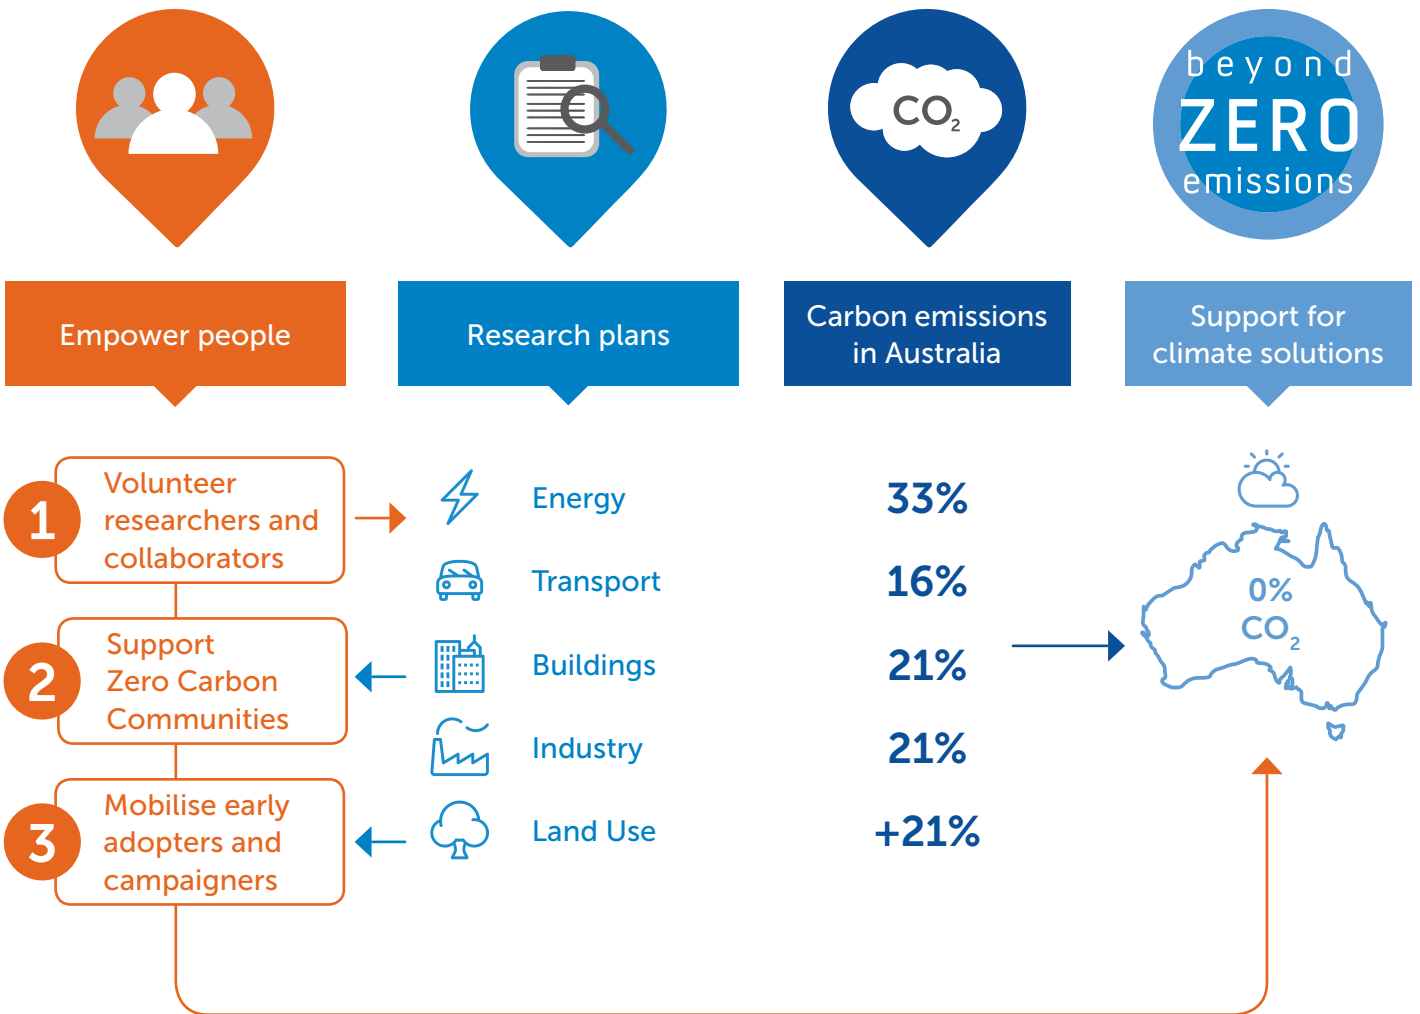 CO2
beyond
ZERO
emissions
Empower people
Research plans
Carbon emissions
in Australia
Support for
climate solutions
1
Volunteer
researchers and
collaborators
2
Support
Zero Carbon
Communities
3
Mobilise early
adopters and
campaigners
Energy
Transport
Buildings
Industry
Land Use
33%
16%
21%
21%
+21%
0%
CO2